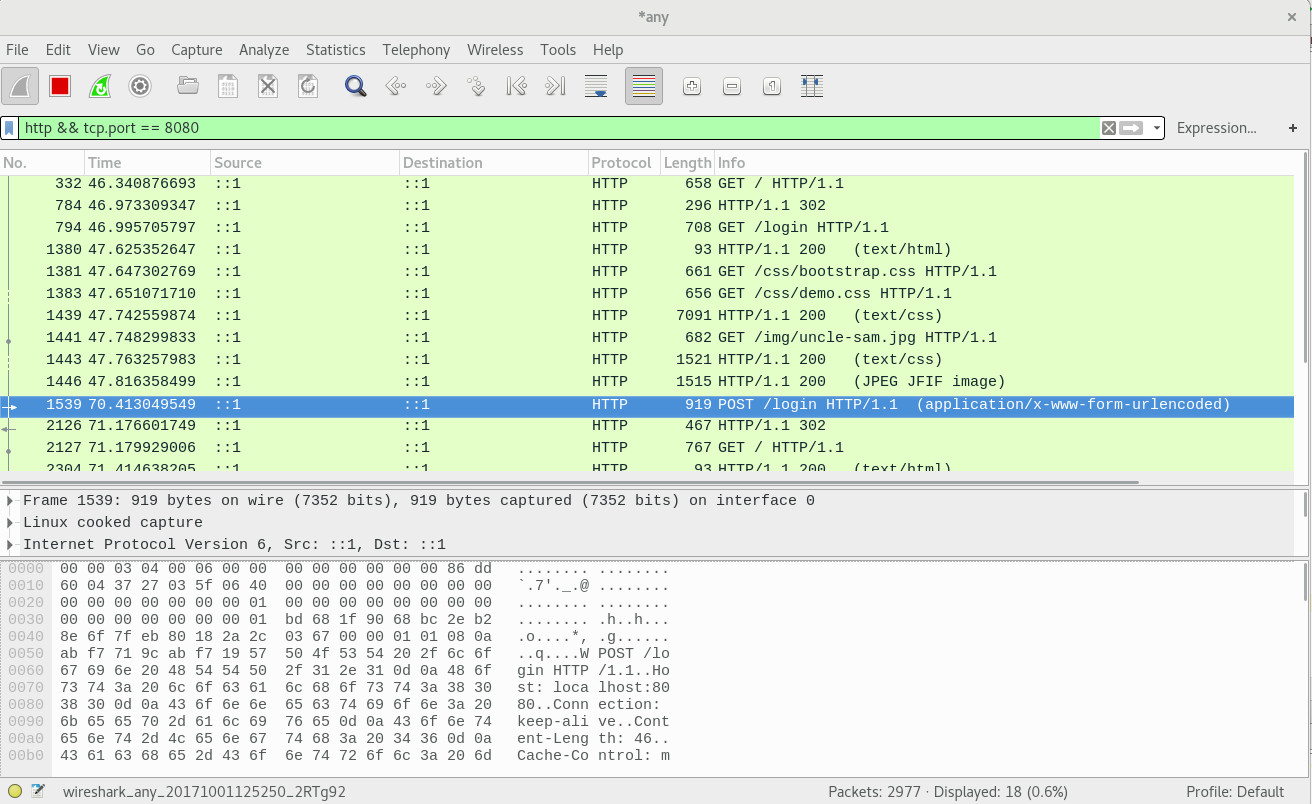 *any
File Edit View Go Capture Analyze Statistics Telephony Wireless Tools Help
http && tcp.port == 8080 Expression... +
No. Time Source Destination Protocol Length Info
332 46.340876693 ::1 ::1 HTTP 658 GET / HTTP/1.1
784 46.973309347 ::1 ::1 HTTP 296 HTTP/1.1 302
794 46.995705797 ::1 ::1 HTTP 708 GET /login HTTP/1.1
1380 47.625352647 ::1 ::1 HTTP 93 HTTP/1.1 200 (text/html)
1381 47.647302769 ::1 ::1 HTTP 661 GET /css/bootstrap.css HTTP/1.1
1383 47.651071710 ::1 ::1 HTTP 656 GET /css/demo.css HTTP/1.1
1439 47.742559874 ::1 ::1 HTTP 7091 HTTP/1.1 200 (text/css)
1441 47.748299833 ::1 ::1 HTTP 682 GET /img/uncle-sam.jpg HTTP/1.1
1443 47.763257983 ::1 ::1 HTTP 1521 HTTP/1.1 200 (text/css)
1446 47.816358499 ::1 ::1 HTTP 1515 HTTP/1.1 200 (JPEG JFIF image)
1539 70.413049549 ::1 ::1 HTTP 919 POST /login HTTP/1.1 (application/x-www-form-urlencoded)
2126 71.176601749 ::1 ::1 HTTP 467 HTTP/1.1 302
2127 71.179929006 ::1 ::1 HTTP 767 GET / HTTP/1.1
2304 71.414638205 ::1 ::1 HTTP 93 HTTP/1.1 200 (text/html)
Frame 1539: 919 bytes on wire (7352 bits), 919 bytes captured (7352 bits) on interface 0
Linux cooked capture
Internet Protocol Version 6, Src: ::1, Dst: ::1
0000 00 00 03 04 00 06 00 00 00 00 00 00 00 00 86 dd ........ ........
0010 60 04 37 27 03 5f 06 40 00 00 00 00 00 00 00 00 `.7'._.@ ........
0020 00 00 00 00 00 00 00 01 00 00 00 00 00 00 00 00 ........ ........
0030 00 00 00 00 00 00 00 01 bd 68 1f 90 68 bc 2e b2 ........ .h..h...
0040 8e 6f 7f eb 80 18 2a 2c 03 67 00 00 01 01 08 0a .o....*, .g......
0050 ab f7 71 9c ab f7 19 57 50 4f 53 54 20 2f 6c 6f ..q....W POST /lo
0060 67 69 6e 20 48 54 54 50 2f 31 2e 31 0d 0a 48 6f gin HTTP /1.1..Ho
0070 73 74 3a 20 6c 6f 63 61 6c 68 6f 73 74 3a 38 30 st: loca lhost:80
0080 38 30 0d 0a 43 6f 6e 6e 65 63 74 69 6f 6e 3a 20 80..Conn ection:
0090 6b 65 65 70 2d 61 6c 69 76 65 0d 0a 43 6f 6e 74 keep-ali ve..Cont
00a0 65 6e 74 2d 4c 65 6e 67 74 68 3a 20 34 36 0d 0a ent-Leng th: 46..
00b0 43 61 63 68 65 2d 43 6f 6e 74 72 6f 6c 3a 20 6d Cache-Co ntrol: m
wireshark_any_20171001125250_2RTg92 Packets: 2977 · Displayed: 18 (0.6%) Profile: Default